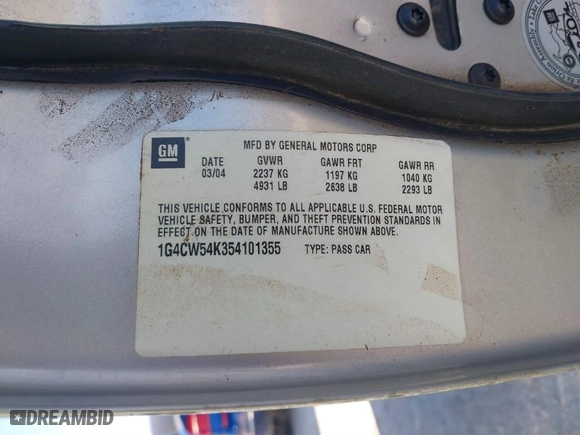 GM
MFD BY GENERAL MOTORS CORP
DATE GVWR GAWR FRT GAWR RR
03/04 2237 KG 1197 KG 1040 KG
4931 LB 2638 LB 2293 LB
THIS VEHICLE CONFORMS TO ALL APPLICABLE U.S. FEDERAL MOTOR
VEHICLE SAFETY, BUMPER, AND THEFT PREVENTION STANDARDS IN
EFFECT ON THE DATE OF MANUFACTURE SHOWN ABOVE.
1G4CW54K354101355 TYPE: PASS CAR
DREAMBID